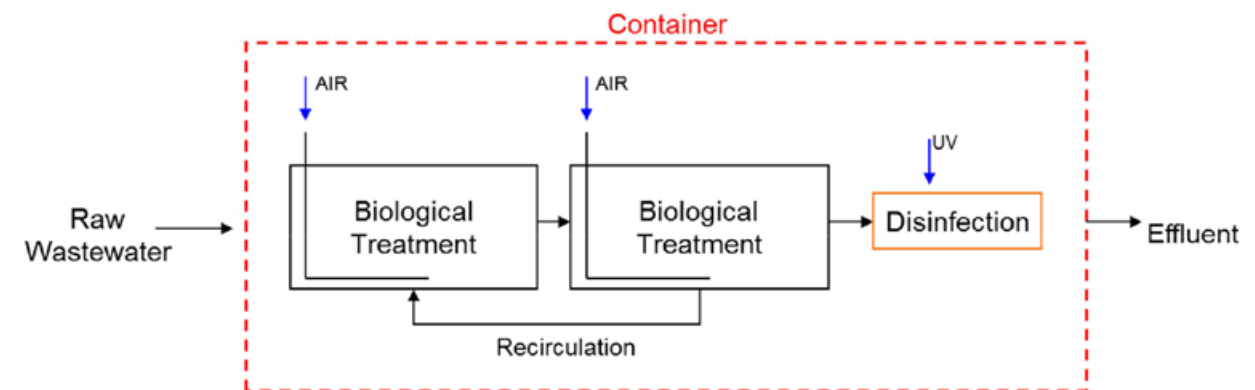 Container
AIR
AIR
UV
Raw
Wastewater
Biological
Treatment
Biological
Treatment
Disinfection
Effluent
Recirculation